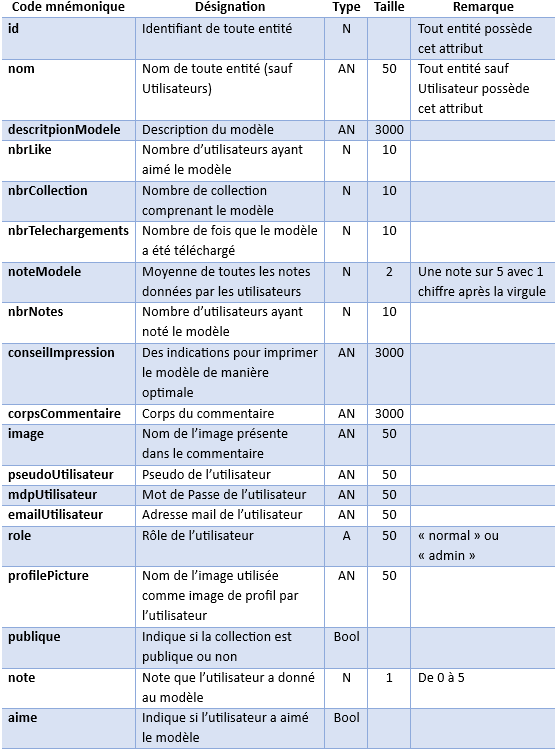 Code mnémonique Désignation Type Taille Remarque
id Identifiant de toute entité N Tout entité possède
cet attribut
nom Nom de toute entité (sauf AN 50 Tout entité sauf
Utilisateurs) Utilisateur possède
cet attribut
descritpionModele Description du modèle AN 3000
nbrLike Nombre d’utilisateurs ayant N 10
aimé le modèle
nbrCollection Nombre de collection N 10
comprenant le modèle
nbrTelechargements Nombre de fois que le modèle N 10
a été téléchargé
noteModele Moyenne de toutes les notes N 2 Une note sur 5 avec 1
données par les utilisateurs chiffre après la virgule
nbrNotes Nombre d’utilisateurs ayant N 10
noté le modèle
conseilImpression Des indications pour imprimer AN 3000
le modèle de manière
optimale
corpsCommentaire Corps du commentaire AN 3000
image Nom de l’image présente AN 50
dans le commentaire
pseudoUtilisateur Pseudo de l’utilisateur AN 50
mdpUtilisateur Mot de Passe de l’utilisateur AN 50
emailUtilisateur Adresse mail de l’utilisateur AN 50
role Rôle de l’utilisateur A 50 « normal » ou
« admin »
profilePicture Nom de l’image utilisée AN 50
comme image de profil par
l’utilisateur
publique Indique si la collection est Bool
publique ou non
note Note que l’utilisateur a donné N 1 De 0 à 5
au modèle
aime Indique si l’utilisateur a aimé Bool
le modèle